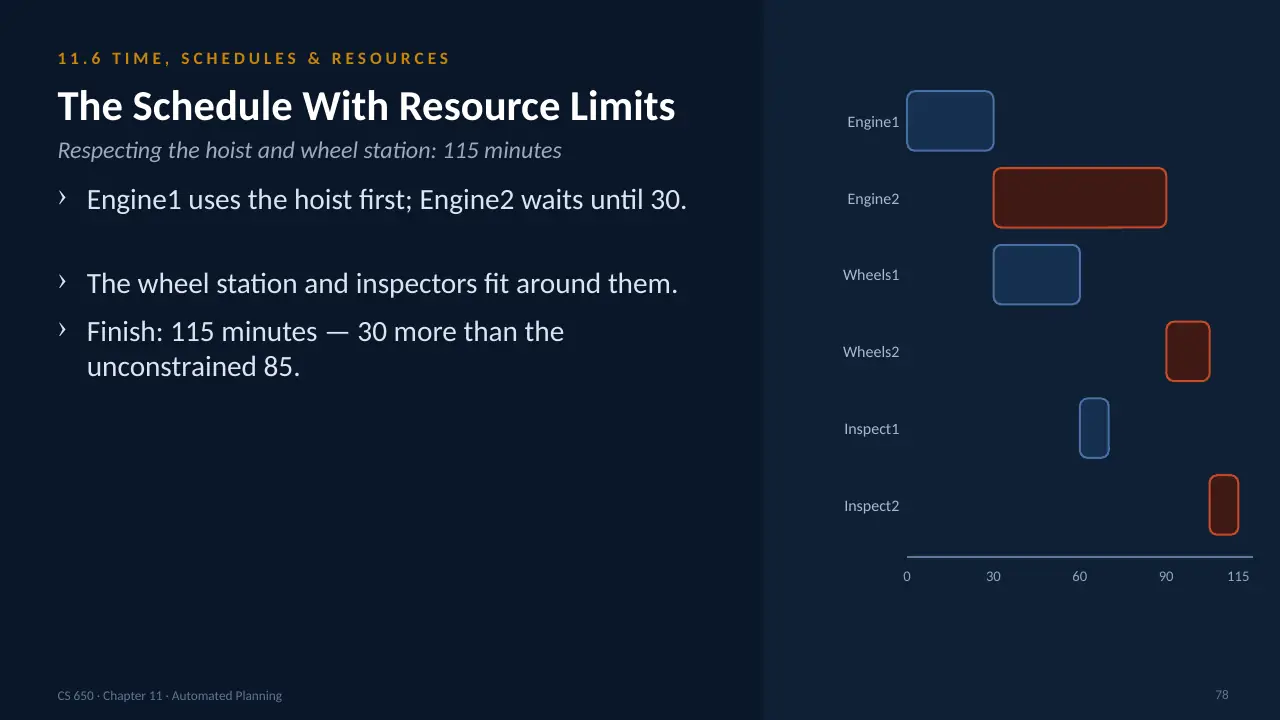 11.6 TIME, SCHEDULES & RESOURCES
The Schedule With Resource Limits
Respecting the hoist and wheel station: 115 minutes
› Engine1 uses the hoist first; Engine2 waits until 30.
› The wheel station and inspectors fit around them.
› Finish: 115 minutes — 30 more than the
unconstrained 85.
Engine1
Engine2
Wheels1
Wheels2
Inspect1
Inspect2
0 30 60 90 115
CS 650 · Chapter 11 · Automated Planning
78